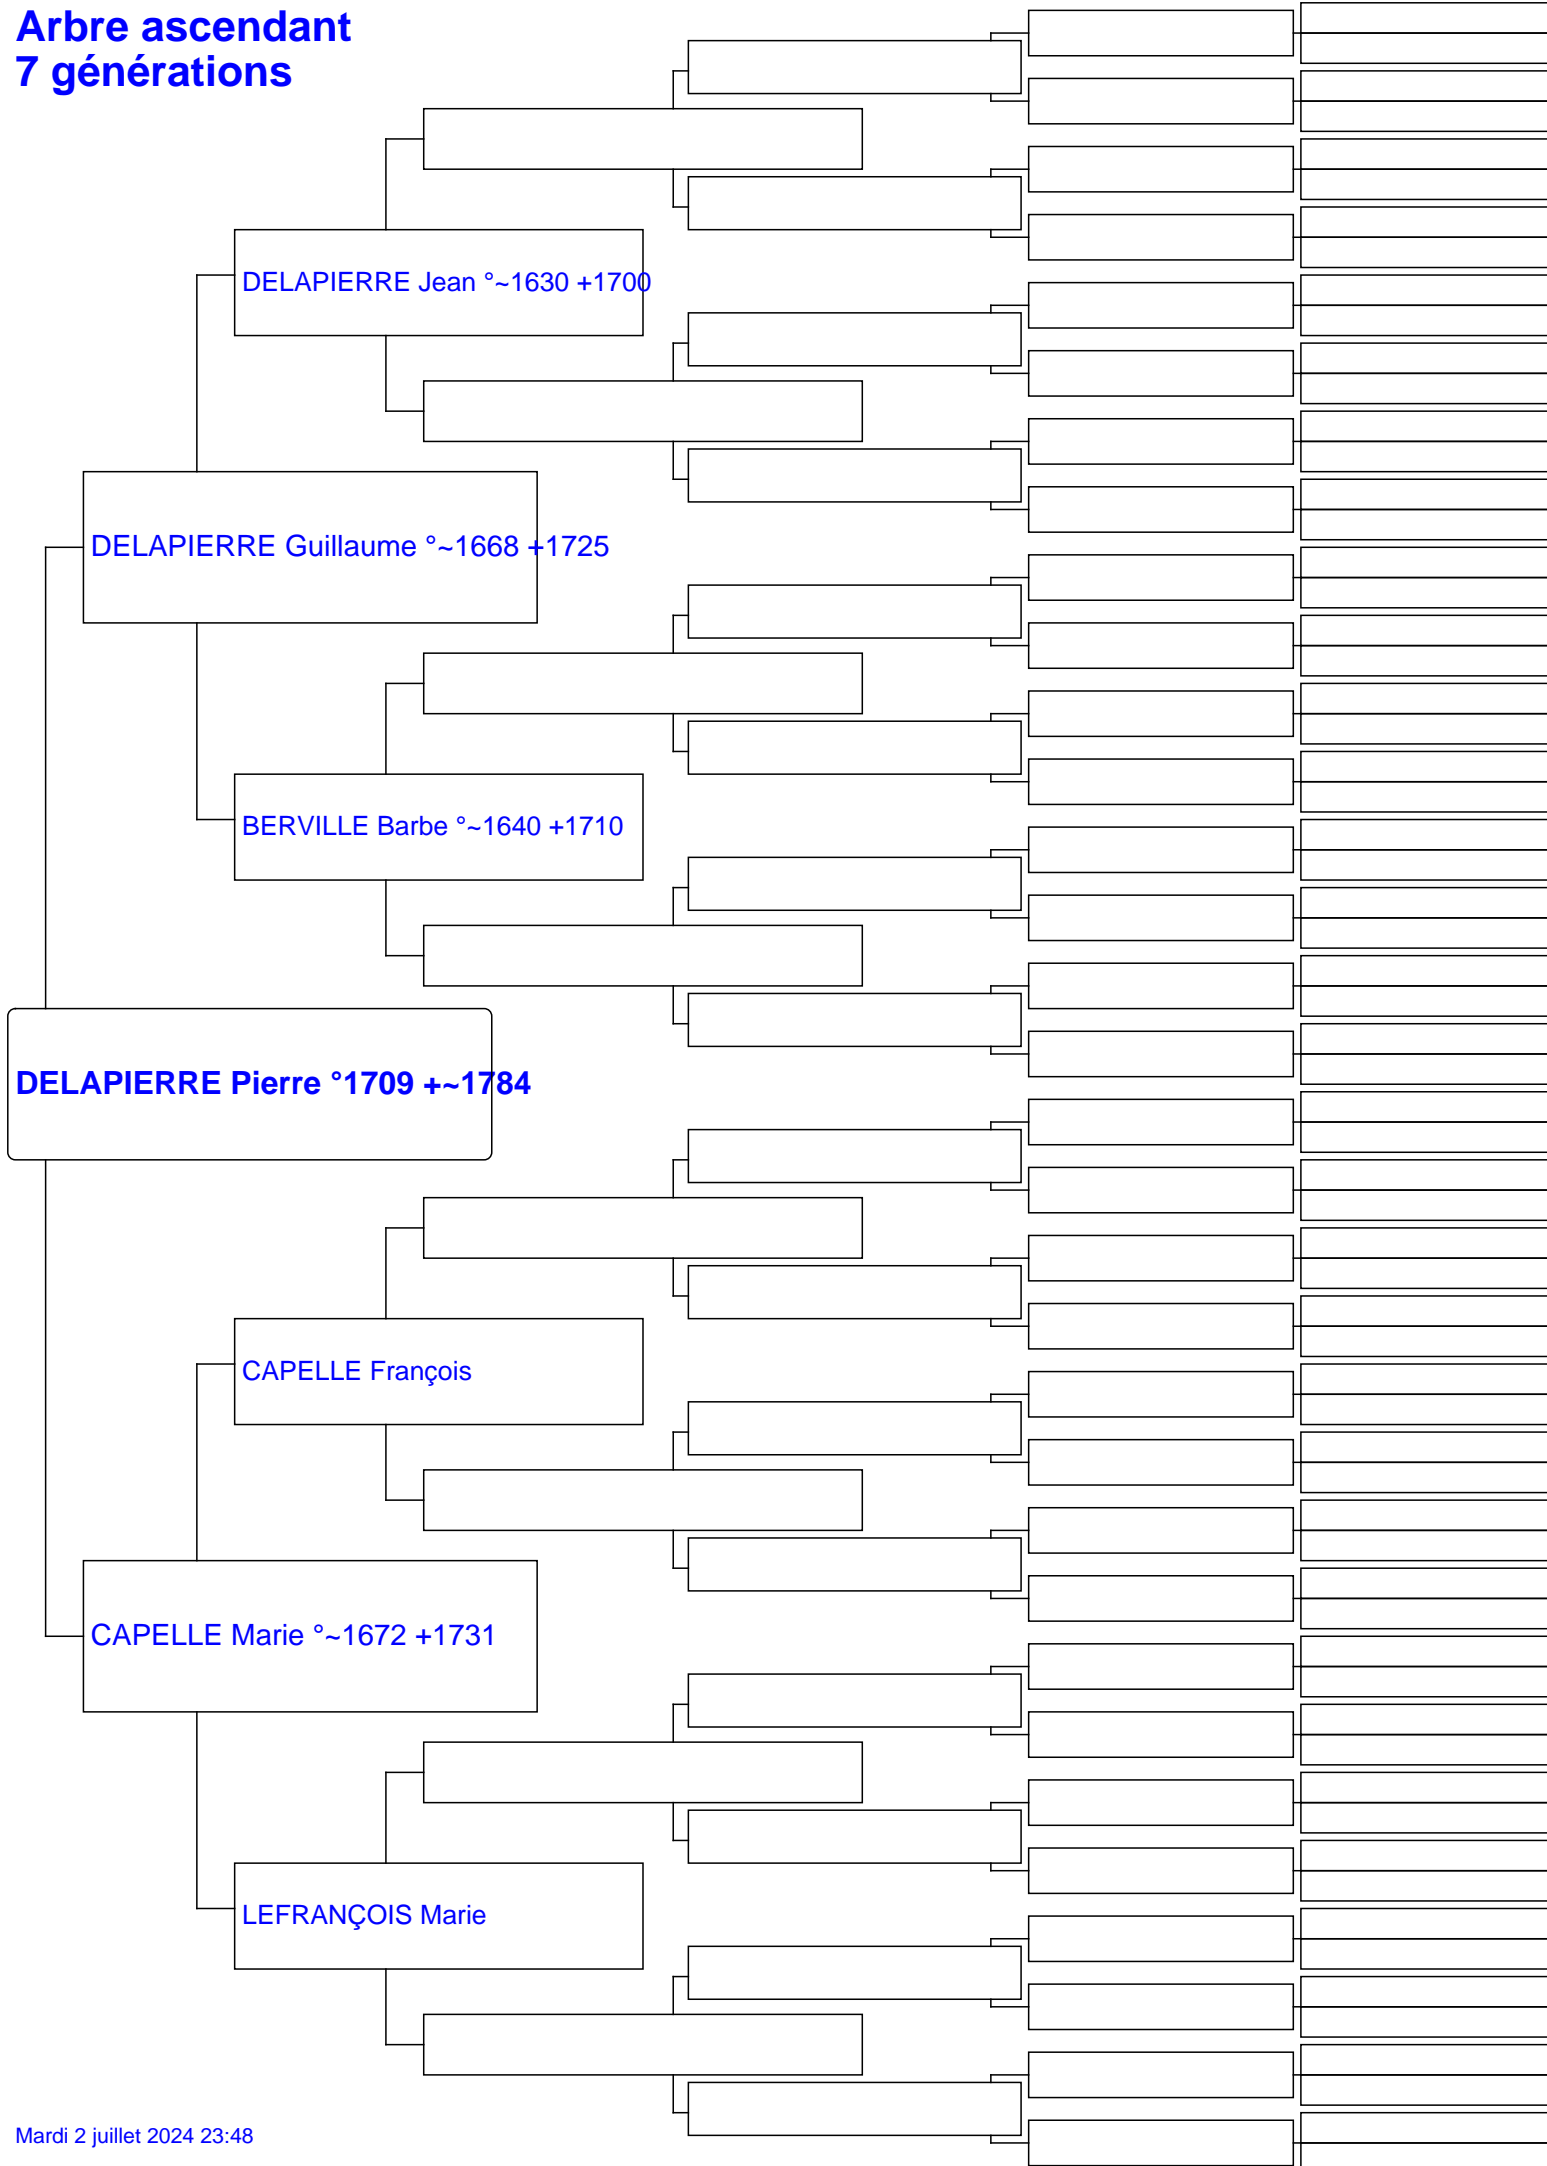 Arbre ascendant
7 générations
DELAPIERRE Jean °~1630 +1700
DELAPIERRE Guillaume °~1668 +1725
BERVILLE Barbe °~1640 +1710
DELAPIERRE Pierre °1709 +~1784
CAPELLE François
CAPELLE Marie °~1672 +1731
LEFRANÇOIS Marie
Mardi 2 juillet 2024 23:48